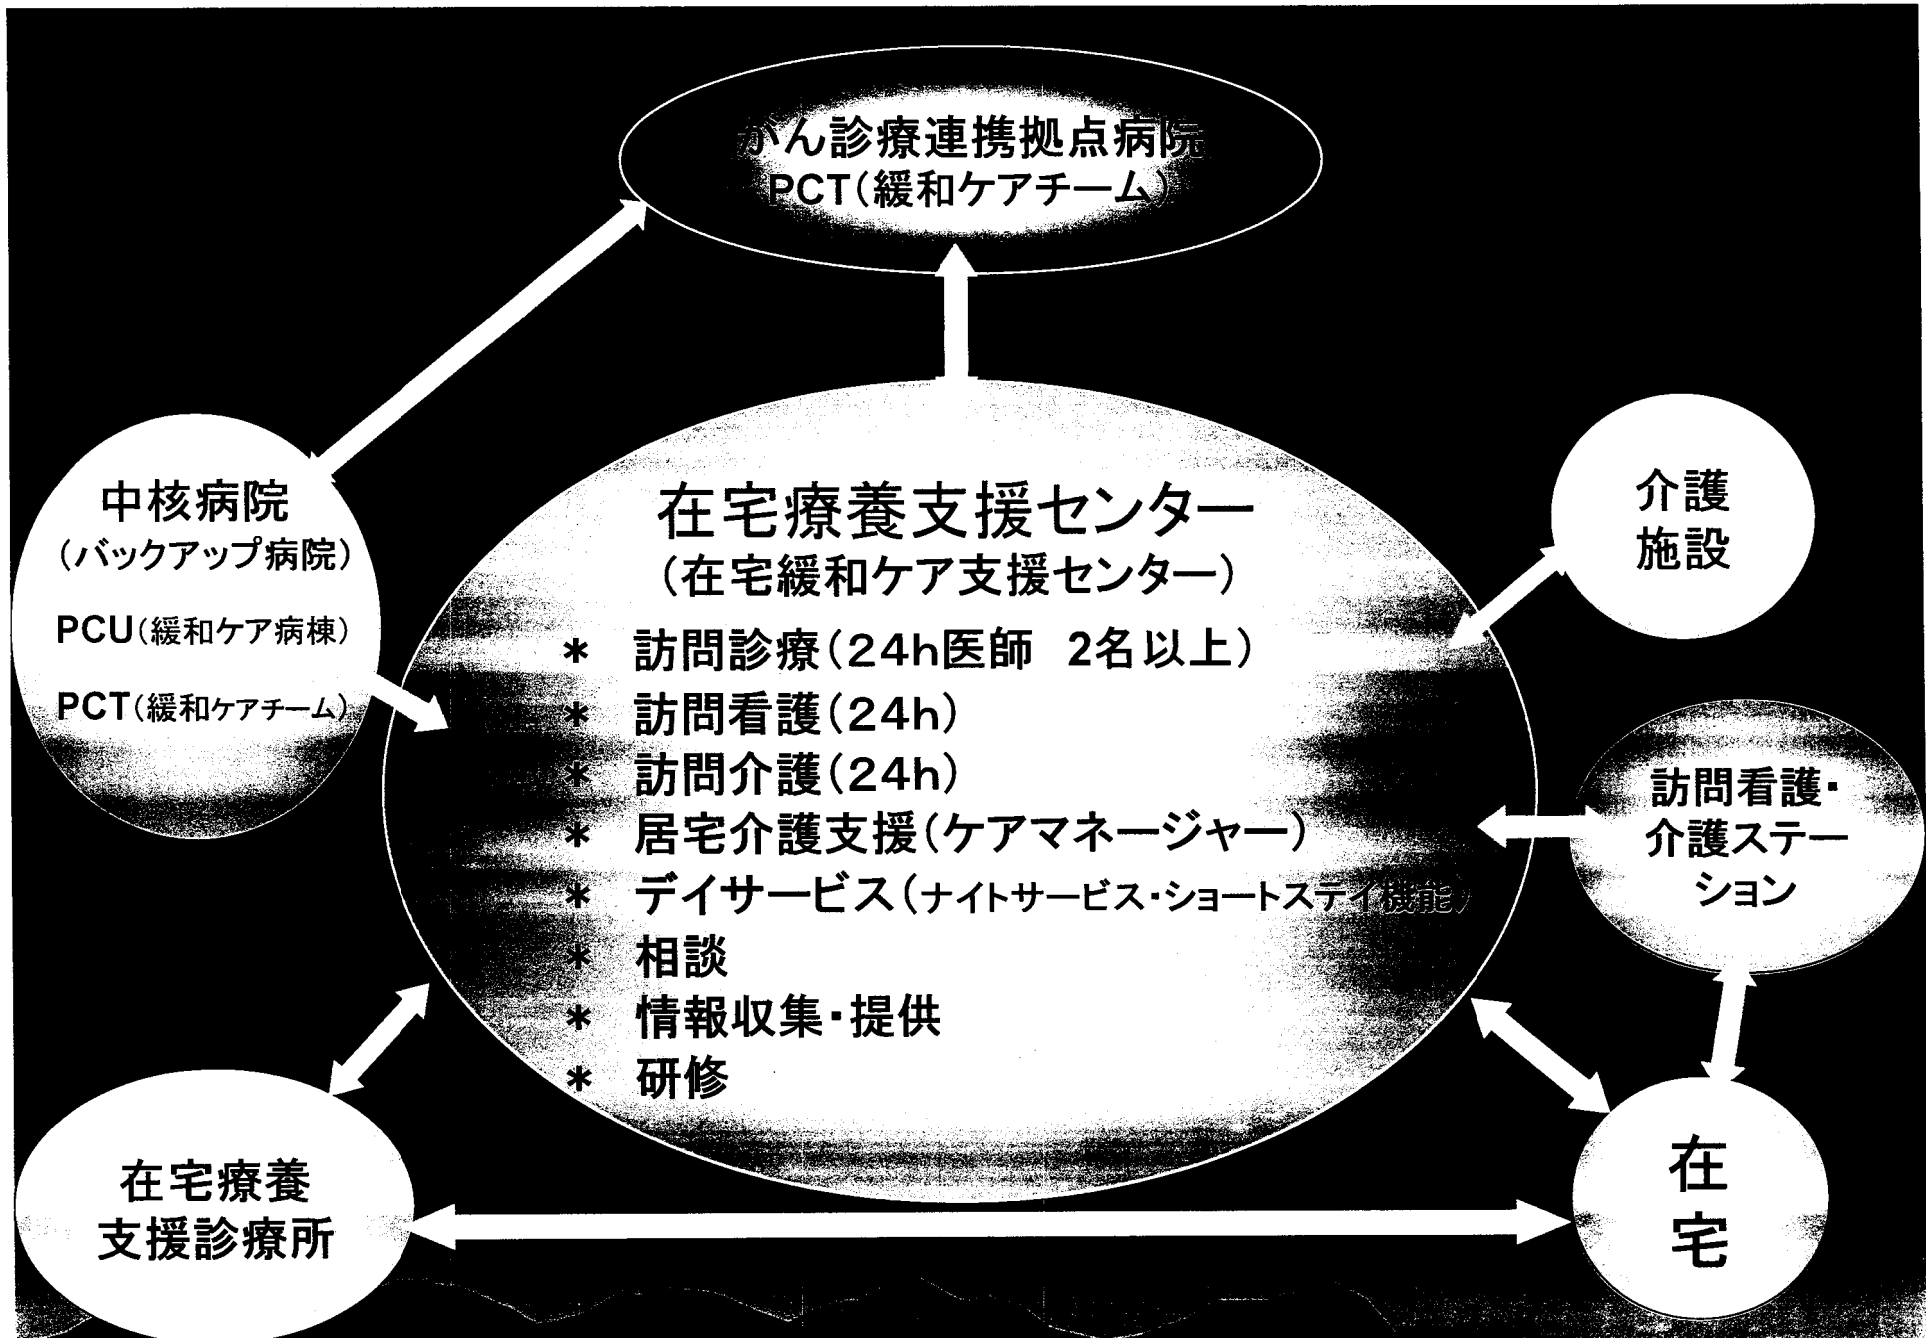 がん診療連携拠点病院
PCT(緩和ケアチーム)
中核病院
(バックアップ病院)
PCU(緩和ケア病棟)
PCT(緩和ケアチーム)
在宅療養支援センター
(在宅緩和ケア支援センター)
* 訪問診療(24h医師 2名以上)
* 訪問看護(24h)
* 訪問介護(24h)
* 居宅介護支援(ケアマネージャー)
* デイサービス(ナイトサービス・ショートステイ機能)
* 相談
* 情報収集・提供
* 研修
介護
施設
訪問看護・
介護ステー
ション
在宅療養
支援診療所
在
宅